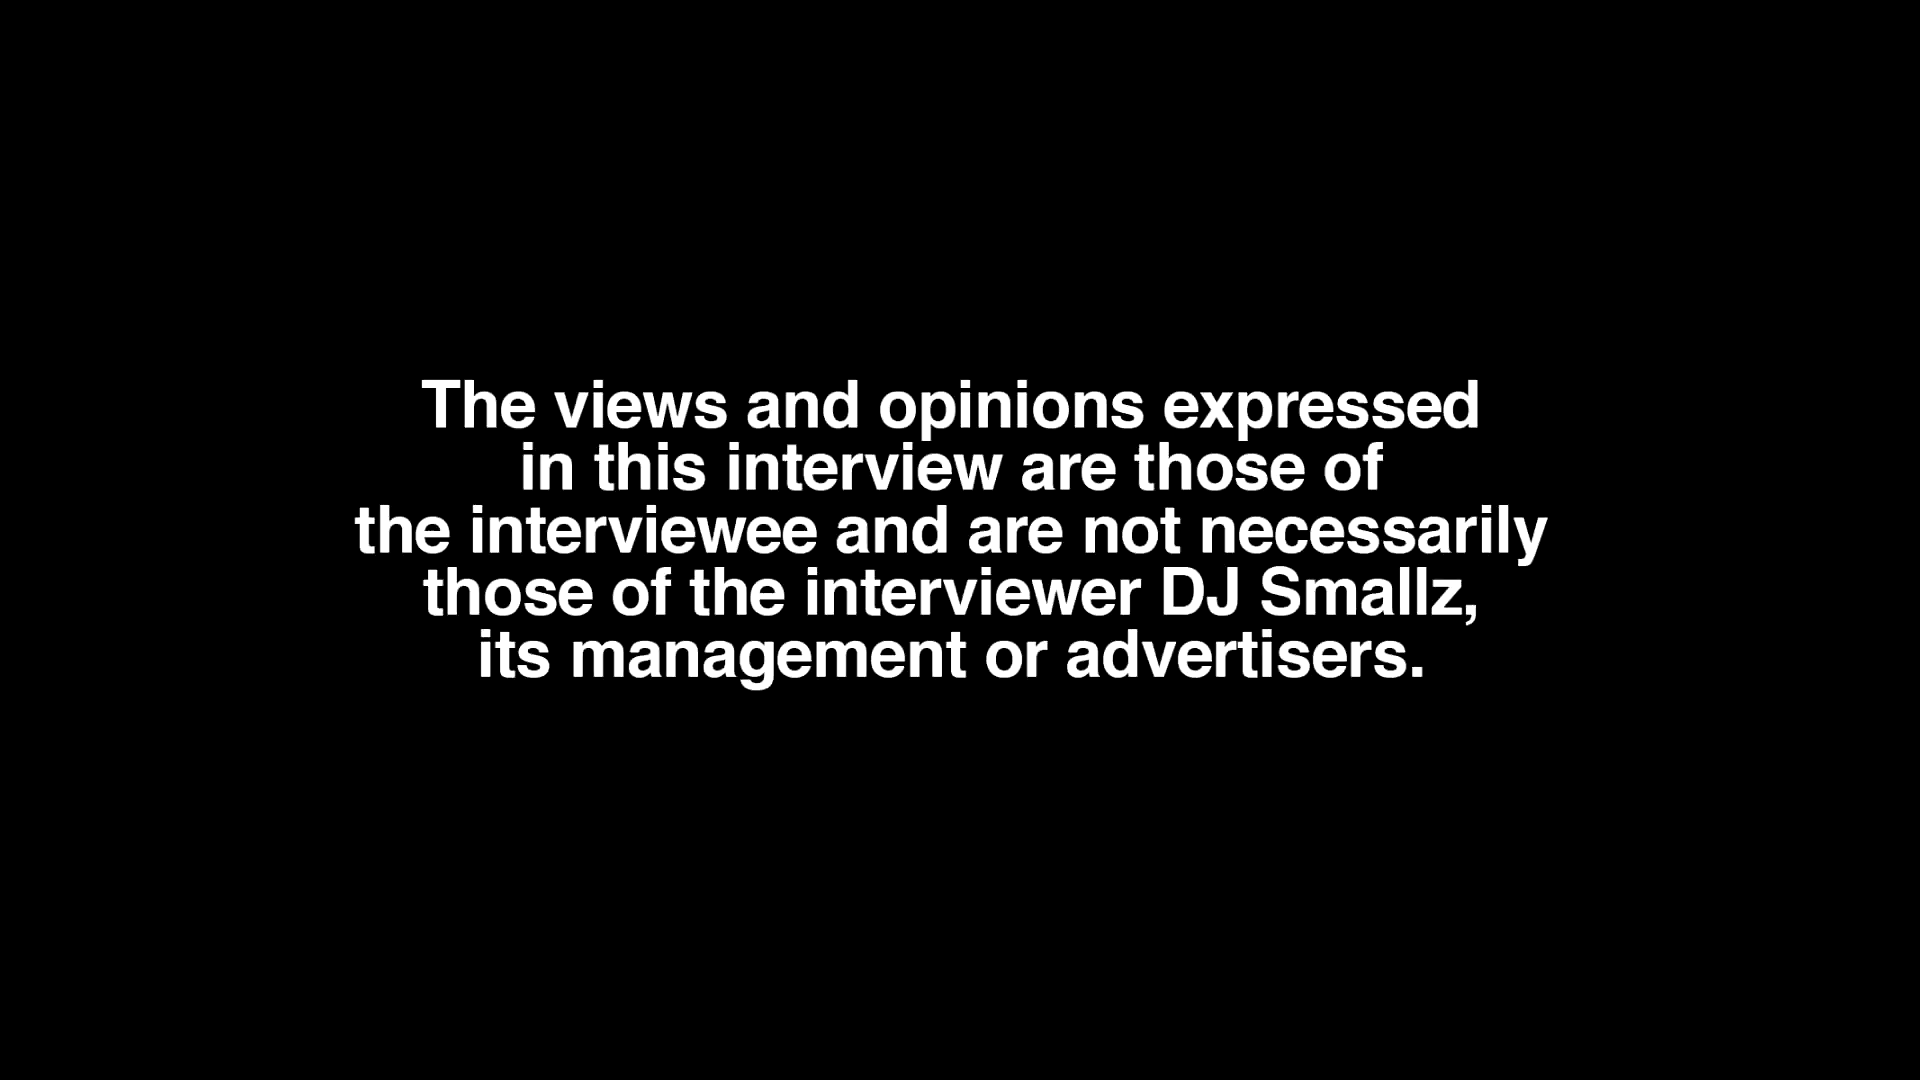 The views and opinions expressed
in this interview are those of
the interviewee and are not necessarily
those of the interviewer DJ Smallz,
its management or advertisers.